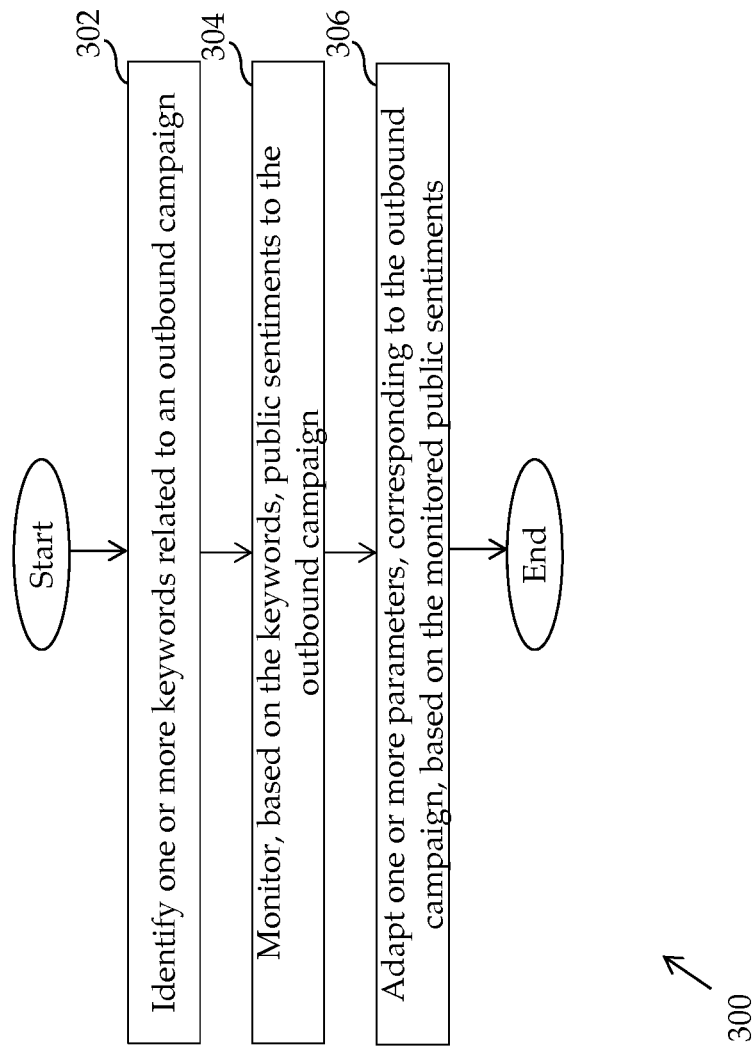 Start
302
Identify one or more keywords related to an outbound campaign
304
Monitor, based on the keywords, public sentiments to the
outbound campaign
306
Adapt one or more parameters, corresponding to the outbound
campaign, based on the monitored public sentiments
End
300